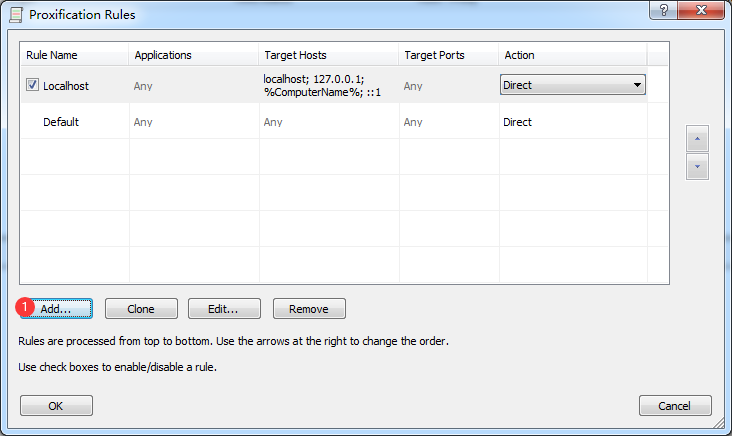 Proxification Rules
Rule Name Applications Target Hosts Target Ports Action
Localhost Any localhost; 127.0.0.1; %ComputerName%; ::1 Any Direct
Default Any Any Any Direct
1 Add... Clone Edit... Remove
Rules are processed from top to bottom. Use the arrows at the right to change the order.
Use check boxes to enable/disable a rule.
OK Cancel